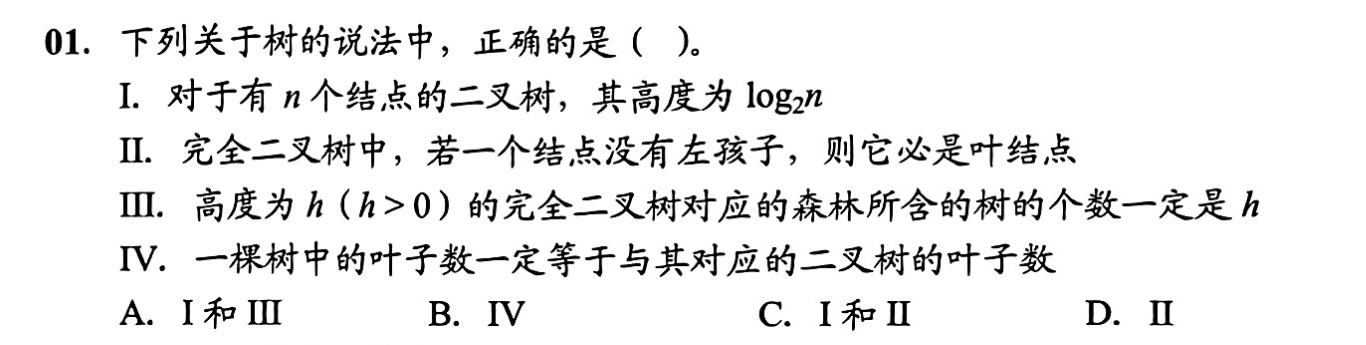 01. 下列关于树的说法中，正确的是（ ）。
I. 对于有 n 个结点的二叉树，其高度为 log₂n
II. 完全二叉树中，若一个结点没有左孩子，则它必是叶结点
III. 高度为 h（h＞0）的完全二叉树对应的森林所含的树的个数一定是 h
IV. 一棵树中的叶子数一定等于与其对应的二叉树的叶子数
A. I 和 III B. IV C. I 和 II D. II